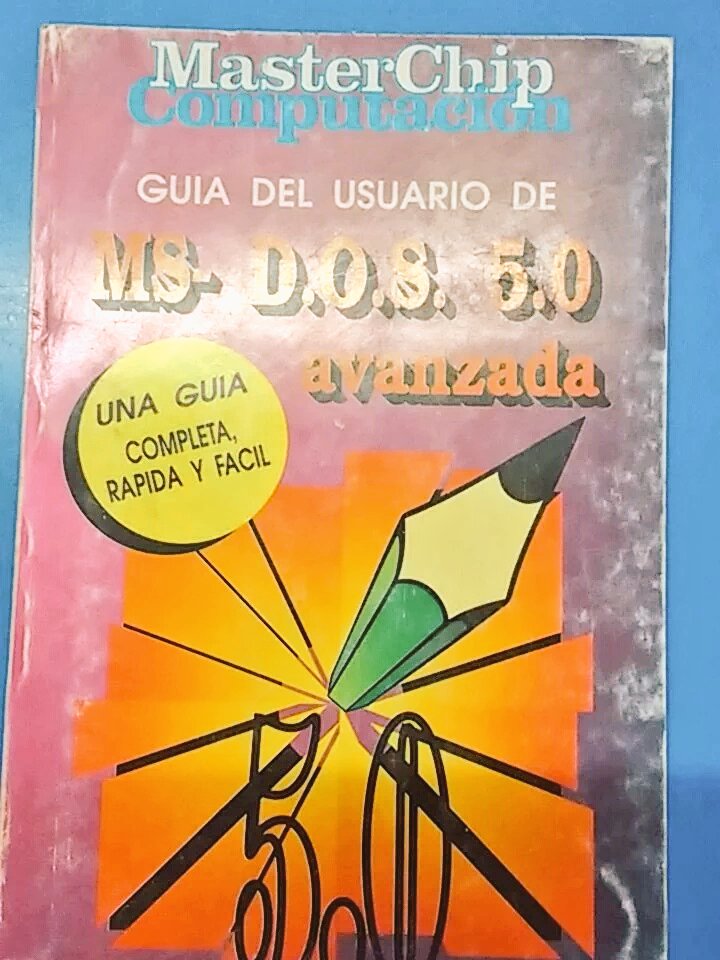 MasterChip
Computación
GUIA DEL USUARIO DE
MS- D.O.S. 5.0
avanzada
UNA GUIA
COMPLETA,
RAPIDA Y FACIL
5.0